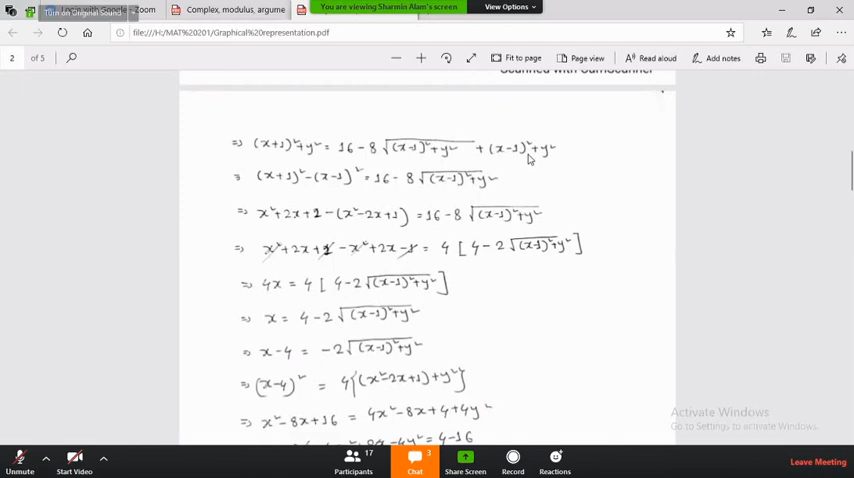 Zoom
Complex, modulus, argume
Turn on Original Sound
You are viewing Sharmin Alam's screen
View Options
file:///H:/MAT%20201/Graphical%20representation.pdf
2 of 5
Fit to page
Page view
Read aloud
Add notes
Scanned with CamScanner
⇒ (x+1)²+y² = 16-8√(x-1)²+y² + (x-1)²+y²
⇒ (x+1)²-(x-1)² = 16-8√(x-1)²+y²
⇒ x²+2x+1-(x²-2x+1) = 16-8√(x-1)²+y²
⇒ x²+2x+1-x²+2x-1 = 4[4-2√(x-1)²+y²]
⇒ 4x = 4[4-2√(x-1)²+y²]
⇒ x = 4-2√(x-1)²+y²
⇒ x-4 = -2√(x-1)²+y²
⇒ (x-4)² = 4{(x²-2x+1)+y²}
⇒ x²-8x+16 = 4x²-8x+4+4y²
= 4-16
Activate Windows
Go to Settings to activate Windows.
Unmute
Start Video
17
Participants
3
Chat
Share Screen
Record
Reactions
Leave Meeting